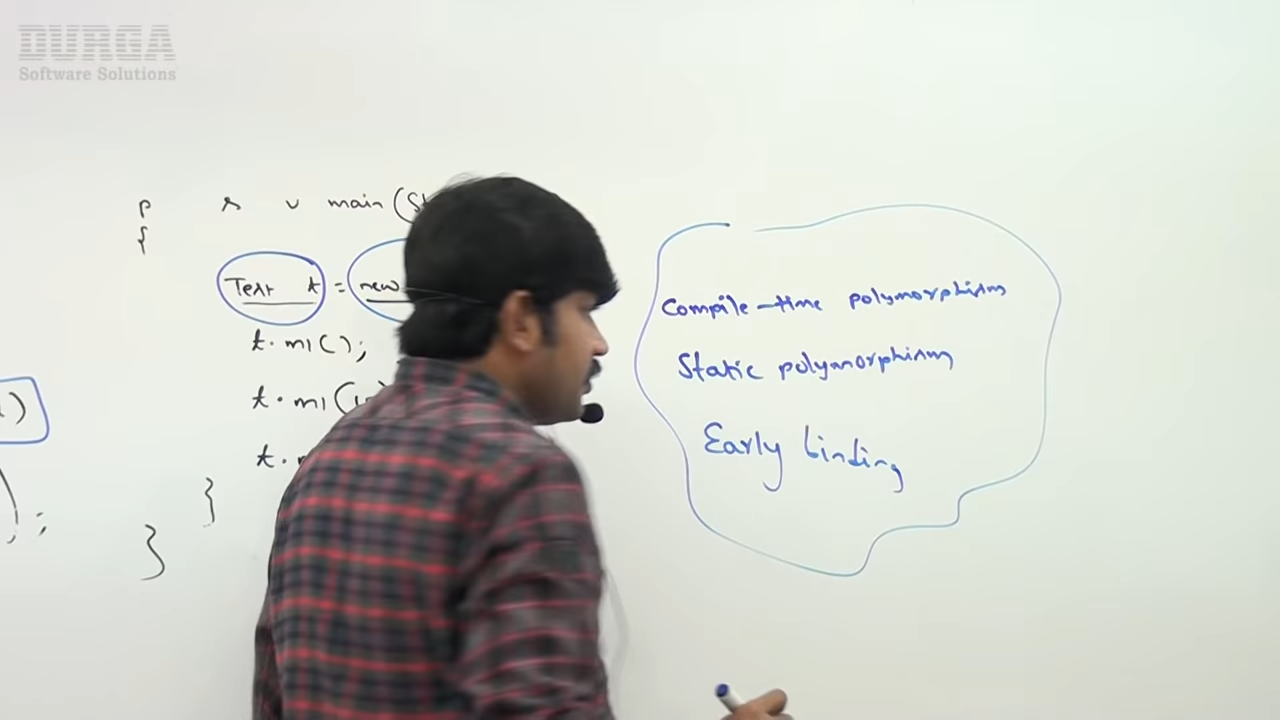 DURGA
Software Solutions
p s v main(St
{
Test t = new
t.m1();
t.m1(
t.
)
);
}
}
Compile-time polymorphism
Static polymorphism
Early binding